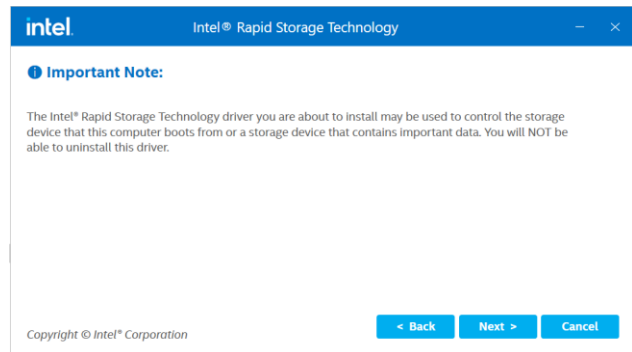 intel.
Intel® Rapid Storage Technology
Important Note:
The Intel® Rapid Storage Technology driver you are about to install may be used to control the storage
device that this computer boots from or a storage device that contains important data. You will NOT be
able to uninstall this driver.
Copyright © Intel® Corporation
< Back Next > Cancel